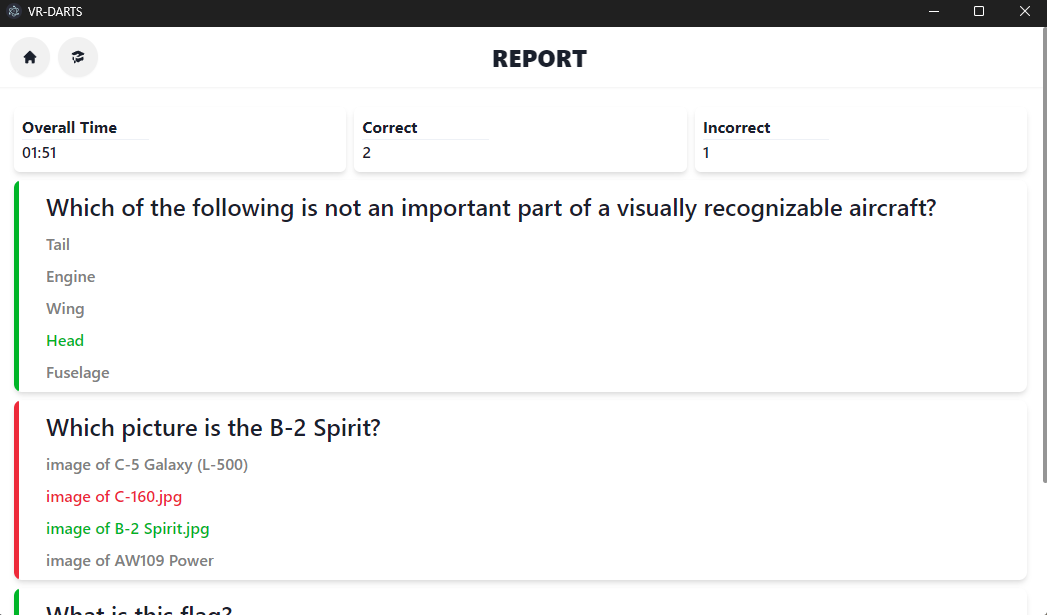 VR-DARTS
REPORT
Overall Time
01:51
Correct
2
Incorrect
1
Which of the following is not an important part of a visually recognizable aircraft?
Tail
Engine
Wing
Head
Fuselage
Which picture is the B-2 Spirit?
image of C-5 Galaxy (L-500)
image of C-160.jpg
image of B-2 Spirit.jpg
image of AW109 Power
What is this flag?